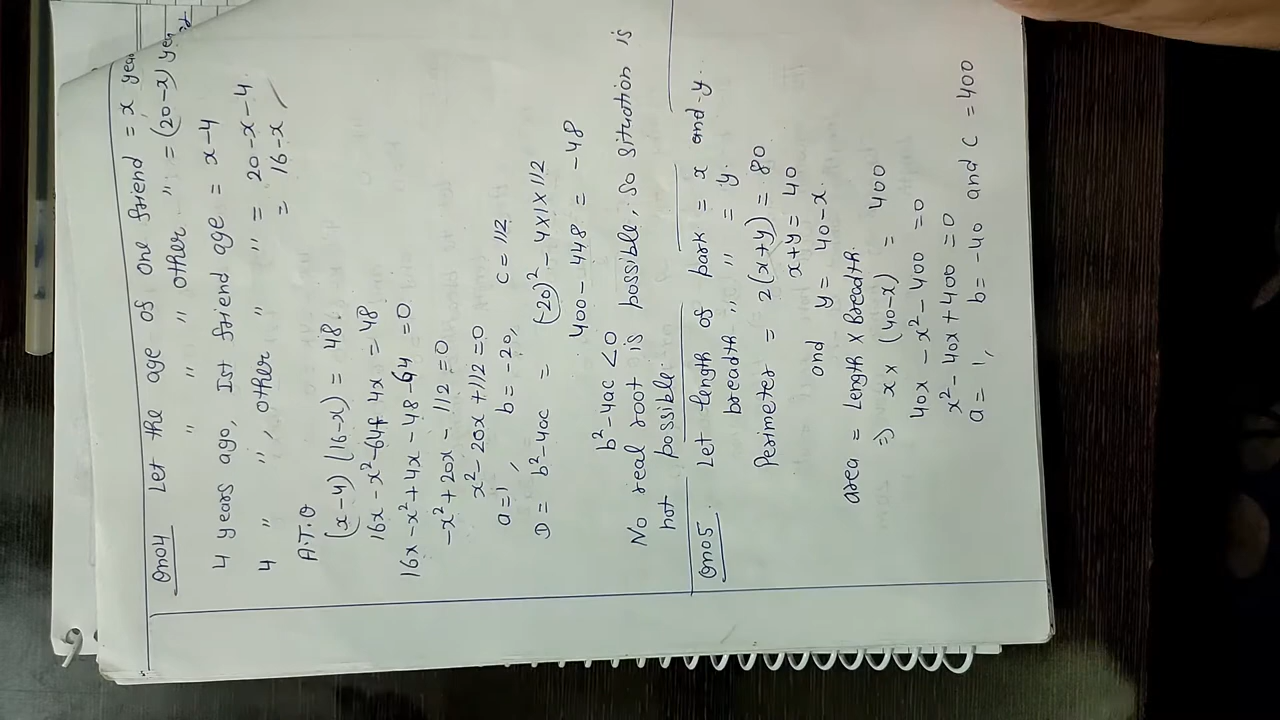 Qno4 Let the age of one friend = x yea
" " " other " = (20-x) yea
4 years ago, Ist friend age = x-4
4 " ", other " " = 20-x-4
= 16-x
A.T.Q
(x-4) (16-x) = 48.
16x - x²-64+ 4x = 48
16x -x²+4x -48-64 =0
-x²+20x - 112 =0
x²-20x +112=0
a=1, b=-20, C=112
D = b²-4ac = (-20)² - 4x1x112
400 - 448 = -48
b²-4ac <0
No real root is possible, so situation is
not possible.
Qno5. Let length of park = x and y.
breadth ,, ,, = y.
Perimeter = 2(x+y) = 80
x+y = 40
and y = 40-x.
area = Length x Breadth.
⇒ x x (40-x) = 400
40x - x² - 400 =0
x² - 40x +400 =0
a = 1, b= -40 and C =400